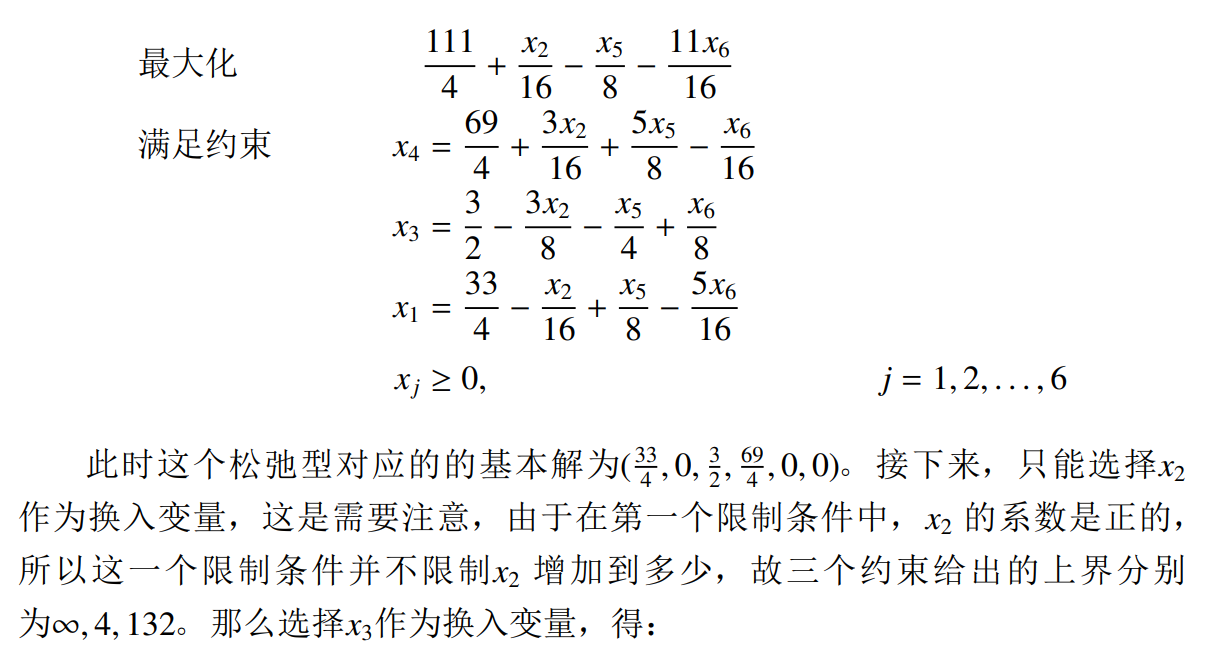 最大化 $\frac{111}{4} + \frac{x_2}{16} - \frac{x_5}{8} - \frac{11x_6}{16}$
满足约束 $x_4 = \frac{69}{4} + \frac{3x_2}{16} + \frac{5x_5}{8} - \frac{x_6}{16}$
$x_3 = \frac{3}{2} - \frac{3x_2}{8} - \frac{x_5}{4} + \frac{x_6}{8}$
$x_1 = \frac{33}{4} - \frac{x_2}{16} + \frac{x_5}{8} - \frac{5x_6}{16}$
$x_j \geq 0,$ $j = 1, 2, \ldots, 6$
此时这个松弛型对应的的基本解为$(\frac{33}{4}, 0, \frac{3}{2}, \frac{69}{4}, 0, 0)$。接下来，只能选择$x_2$
作为换入变量，这是需要注意，由于在第一个限制条件中，$x_2$ 的系数是正的，
所以这一个限制条件并不限制$x_2$ 增加到多少，故三个约束给出的上界分别
为$\infty, 4, 132$。那么选择$x_3$作为换入变量，得：